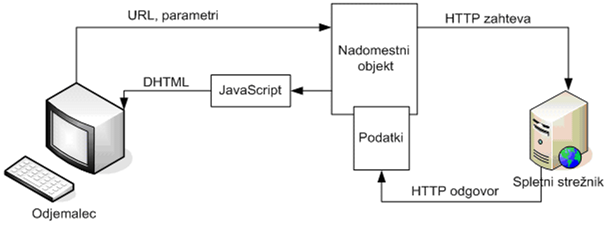 URL, parametri
HTTP zahteva
Nadomestni
objekt
DHTML
JavaScript
Podatki
Spletni strežnik
HTTP odgovor
Odjemalec